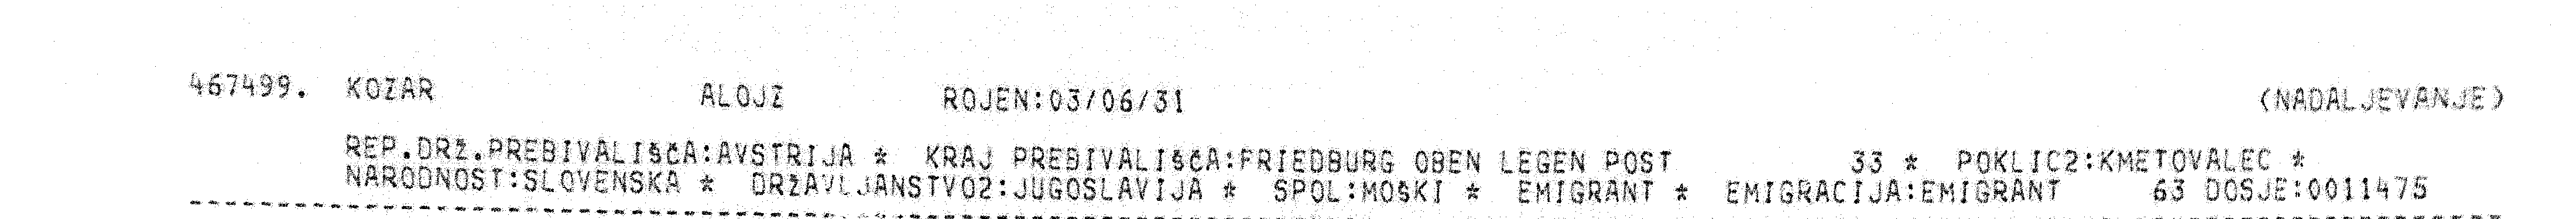 467499. KOZAR ALOJZ ROJEN:03/06/31 (NADALJEVANJE)
REP.DRŽ.PREBIVALIŠČA:AVSTRIJA * KRAJ PREBIVALIŠČA:FRIEDBURG OBEN LEGEN POST 33 * POKLIC2:KMETOVALEC *
NARODNOST:SLOVENSKA * DRŽAVLJANSTVO2:JUGOSLAVIJA * SPOL:MOŠKI * EMIGRANT * EMIGRACIJA:EMIGRANT 63 DOSJE:0011475